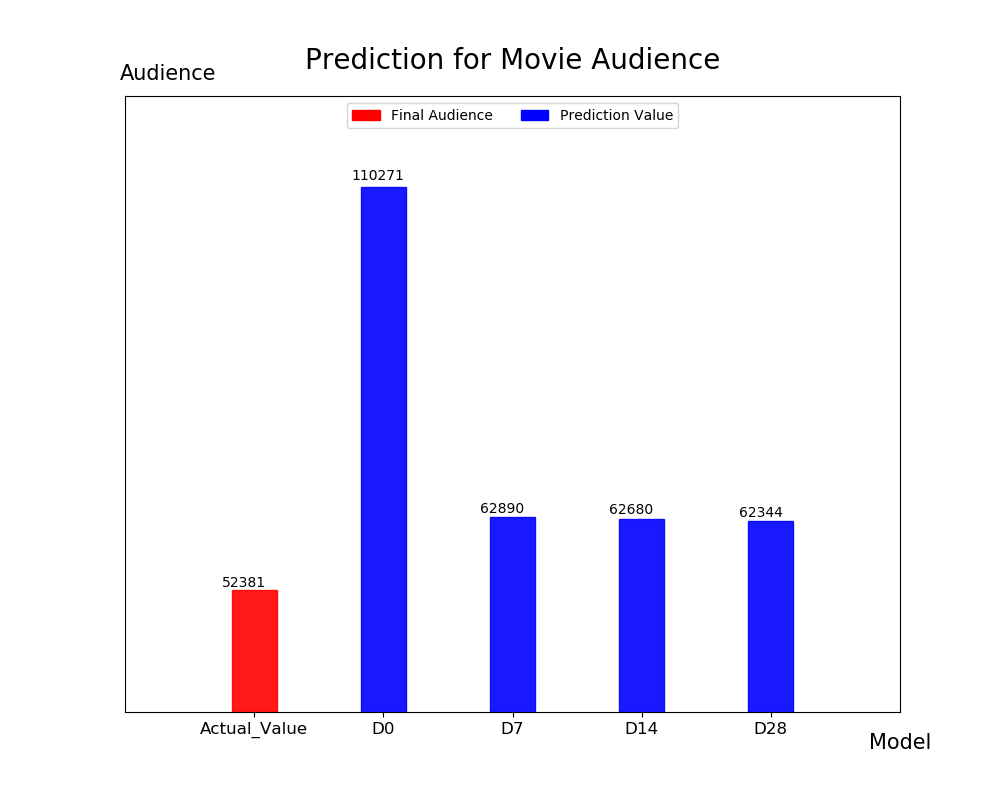 Prediction for Movie Audience
Audience
Final Audience Prediction Value
110271
62890 62680 62344
52381
Actual_Value D0 D7 D14 D28
Model